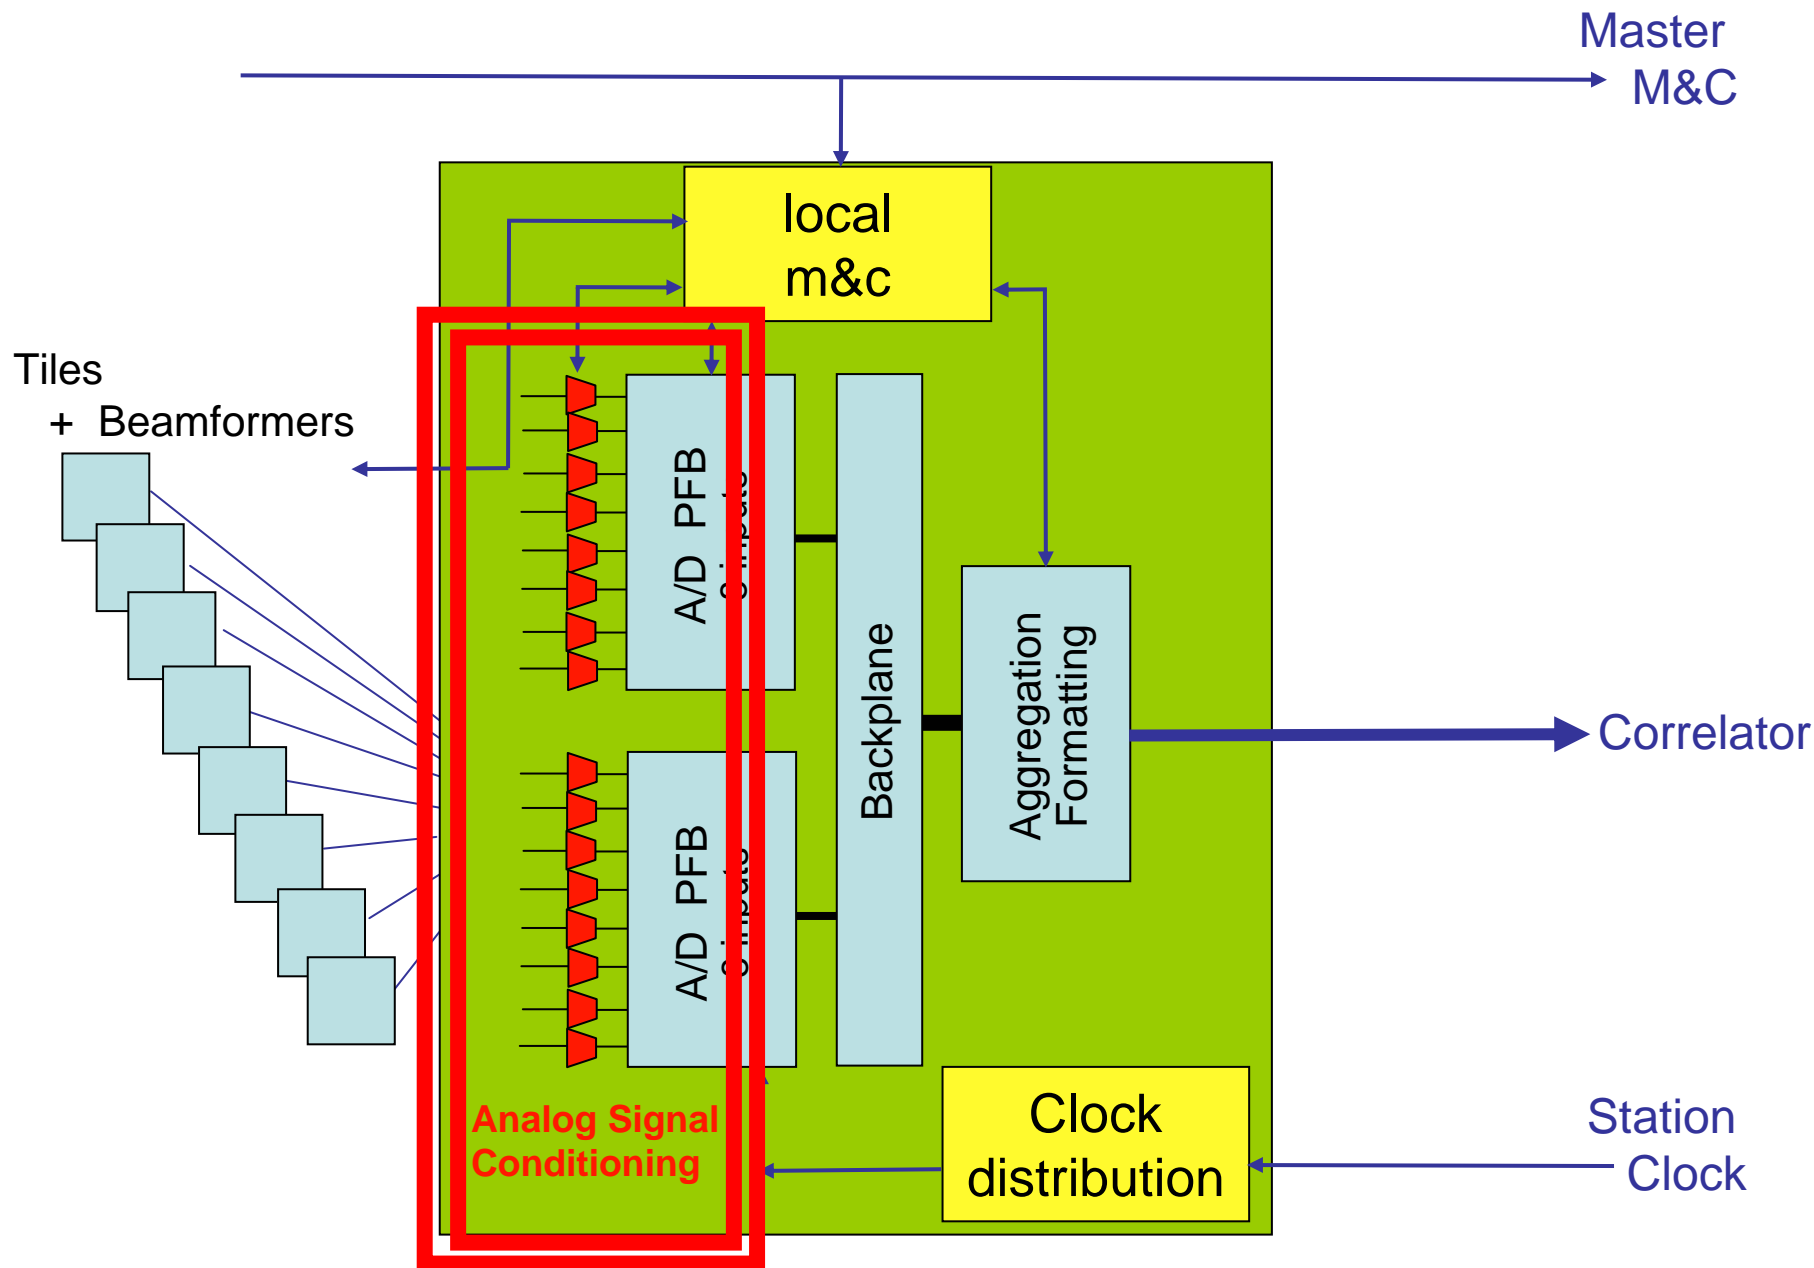 Master
M&C
local
m&c
Tiles
+ Beamformers
A/D PFB
A/D PFB
Backplane
Aggregation
Formatting
Correlator
Analog Signal
Conditioning
Clock
distribution
Station
Clock